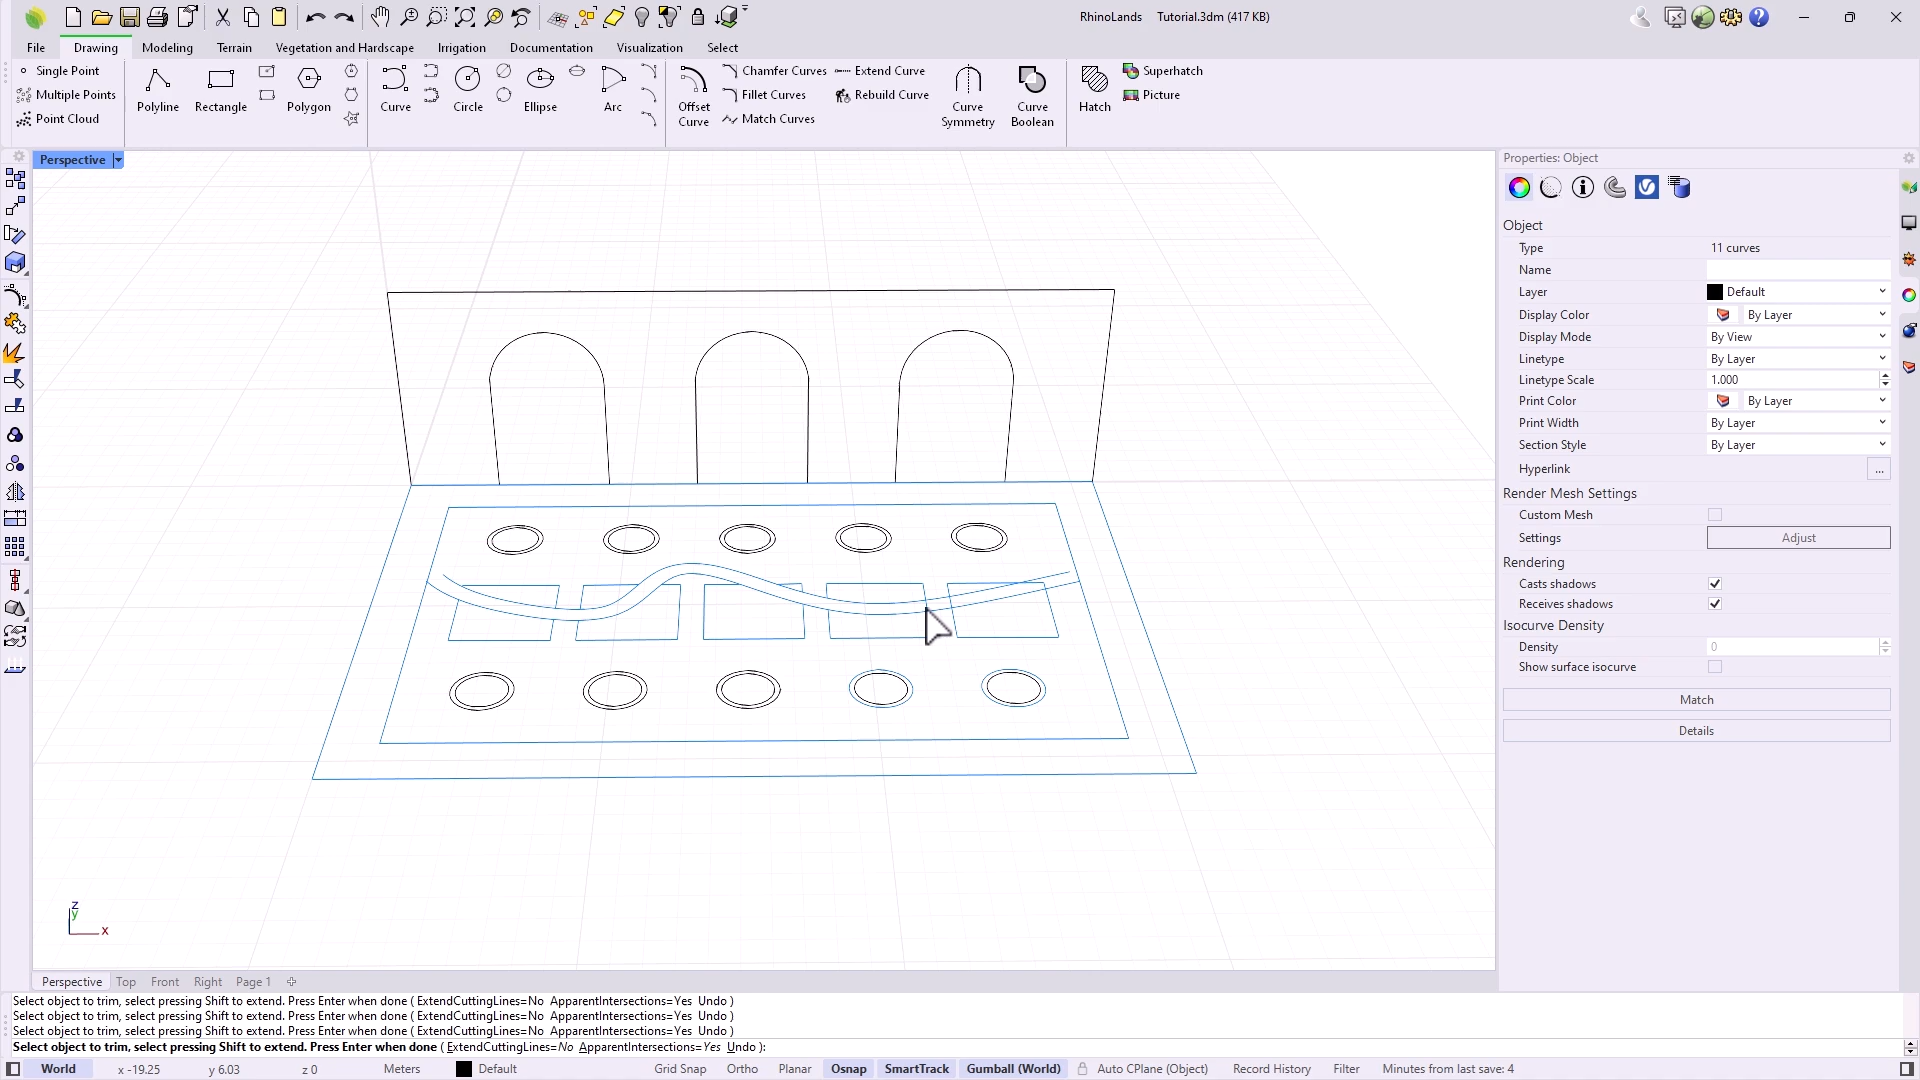 RhinoLands Tutorial.3dm (417 KB)
File Drawing Modeling Terrain Vegetation and Hardscape Irrigation Documentation Visualization Select
Single Point
Multiple Points
Point Cloud
Polyline
Rectangle
Polygon
Curve
Circle
Ellipse
Arc
Offset
Curve
Chamfer Curves
Fillet Curves
Match Curves
Extend Curve
Rebuild Curve
Curve
Symmetry
Curve
Boolean
Hatch
Superhatch
Picture
Perspective
Properties: Object
Object
Type 11 curves
Name
Layer Default
Display Color By Layer
Display Mode By View
Linetype By Layer
Linetype Scale 1.000
Print Color By Layer
Print Width By Layer
Section Style By Layer
Hyperlink ...
Render Mesh Settings
Custom Mesh
Settings Adjust
Rendering
Casts shadows
Receives shadows
Isocurve Density
Density 0
Show surface isocurve
Match
Details
z
y
x
Perspective Top Front Right Page 1
Select object to trim, select pressing Shift to extend. Press Enter when done ( ExtendCuttingLines=No ApparentIntersections=Yes Undo )
Select object to trim, select pressing Shift to extend. Press Enter when done ( ExtendCuttingLines=No ApparentIntersections=Yes Undo )
Select object to trim, select pressing Shift to extend. Press Enter when done ( ExtendCuttingLines=No ApparentIntersections=Yes Undo )
Select object to trim, select pressing Shift to extend. Press Enter when done ( ExtendCuttingLines=No ApparentIntersections=Yes Undo ):
World x -19.25 y 6.03 z 0 Meters Default Grid Snap Ortho Planar Osnap SmartTrack Gumball (World) Auto CPlane (Object) Record History Filter Minutes from last save: 4